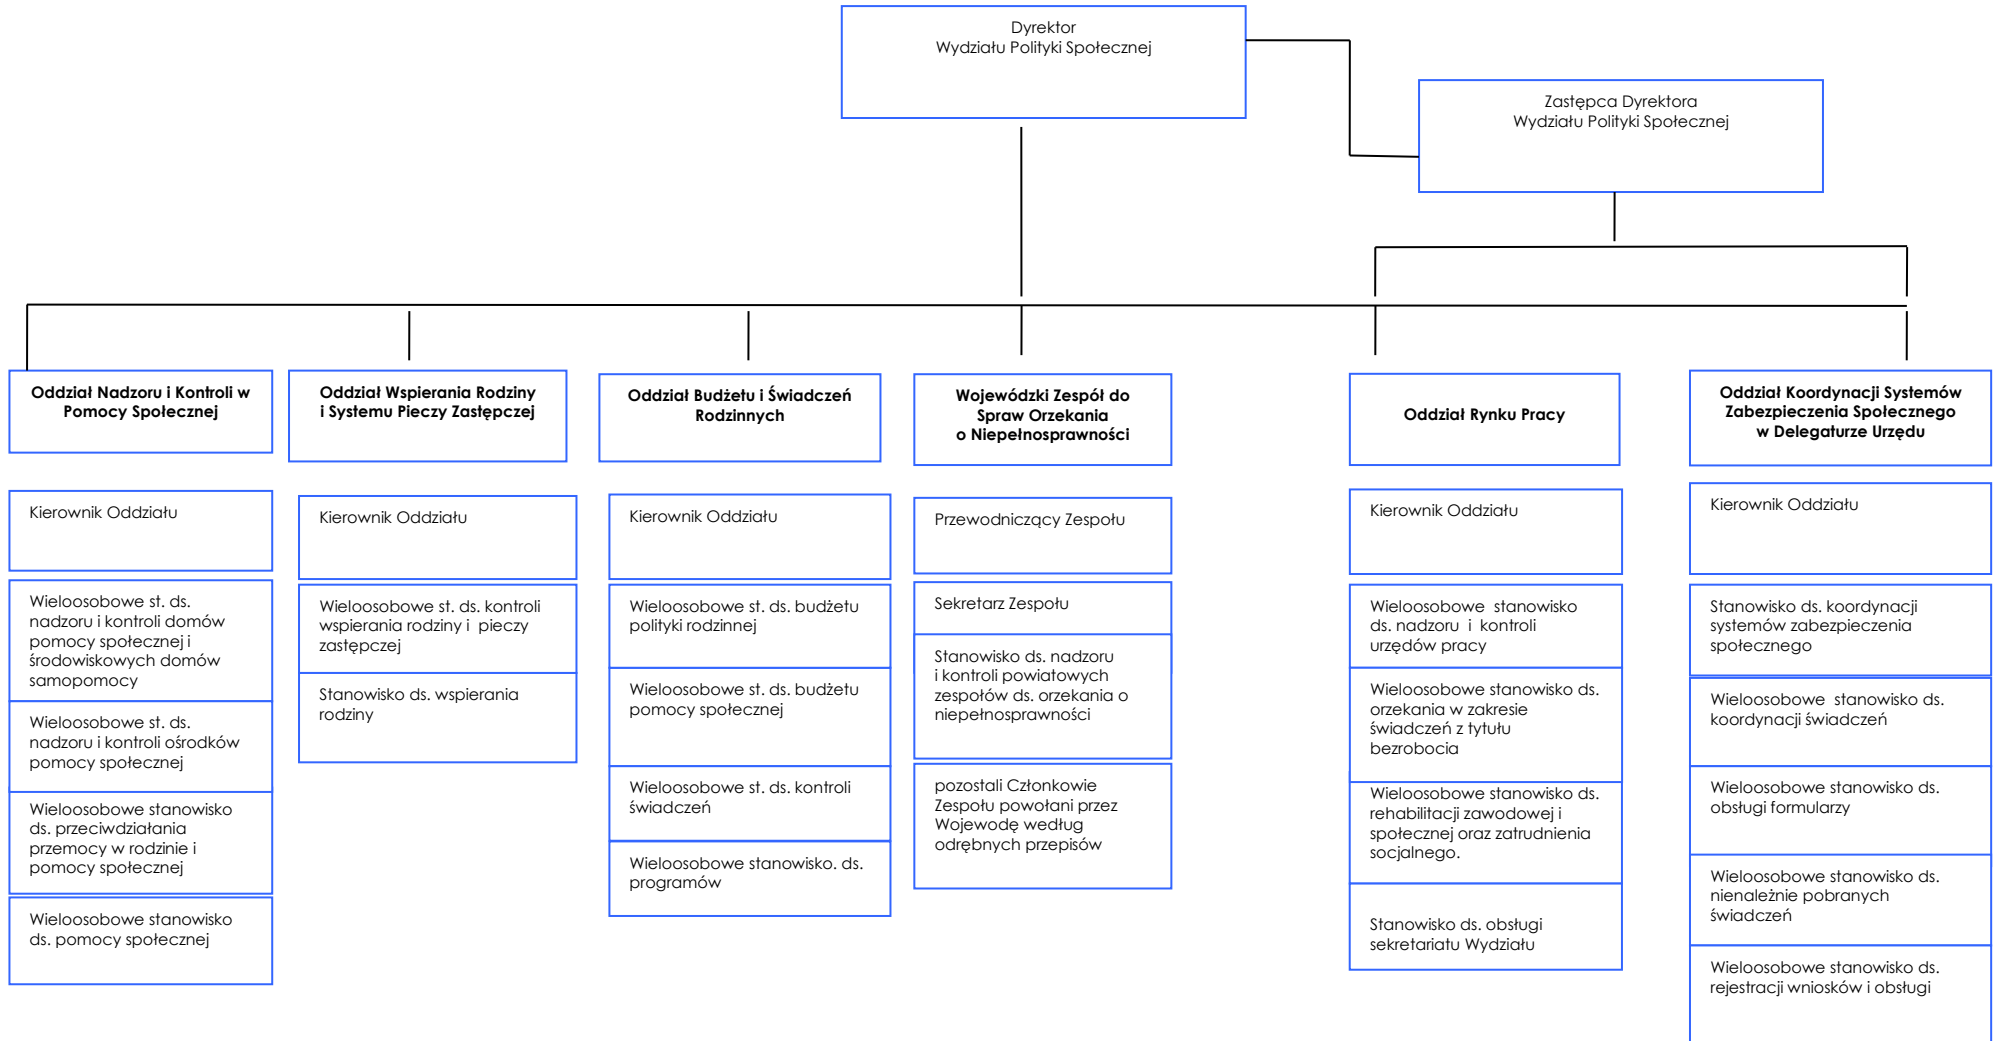 Dyrektor
Wydziału Polityki Społecznej
Zastępca Dyrektora
Wydziału Polityki Społecznej
Oddział Nadzoru i Kontroli w
Pomocy Społecznej
Kierownik Oddziału
Wieloosobowe st. ds.
nadzoru i kontroli domów
pomocy społecznej i
środowiskowych domów
samopomocy
Wieloosobowe st. ds.
nadzoru i kontroli ośrodków
pomocy społecznej
Wieloosobowe stanowisko
ds. przeciwdziałania
przemocy w rodzinie i
pomocy społecznej
Wieloosobowe stanowisko
ds. pomocy społecznej
Oddział Wspierania Rodziny
i Systemu Pieczy Zastępczej
Kierownik Oddziału
Wieloosobowe st. ds. kontroli
wspierania rodziny i pieczy
zastępczej
Stanowisko ds. wspierania
rodziny
Oddział Budżetu i Świadczeń
Rodzinnych
Kierownik Oddziału
Wieloosobowe st. ds. budżetu
polityki rodzinnej
Wieloosobowe st. ds. budżetu
pomocy społecznej
Wieloosobowe st. ds. kontroli
świadczeń
Wieloosobowe stanowisko. ds.
programów
Wojewódzki Zespół do
Spraw Orzekania
o Niepełnosprawności
Przewodniczący Zespołu
Sekretarz Zespołu
Stanowisko ds. nadzoru
i kontroli powiatowych
zespołów ds. orzekania o
niepełnosprawności
pozostali Członkowie
Zespołu powołani przez
Wojewodę według
odrębnych przepisów
Oddział Rynku Pracy
Kierownik Oddziału
Wieloosobowe stanowisko
ds. nadzoru i kontroli
urzędów pracy
Wieloosobowe stanowisko ds.
orzekania w zakresie
świadczeń z tytułu
bezrobocia
Wieloosobowe stanowisko ds.
rehabilitacji zawodowej i
społecznej oraz zatrudnienia
socjalnego.
Stanowisko ds. obsługi
sekretariatu Wydziału
Oddział Koordynacji Systemów
Zabezpieczenia Społecznego
w Delegaturze Urzędu
Kierownik Oddziału
Stanowisko ds. koordynacji
systemów zabezpieczenia
społecznego
Wieloosobowe stanowisko ds.
koordynacji świadczeń
Wieloosobowe stanowisko ds.
obsługi formularzy
Wieloosobowe stanowisko ds.
nienależnie pobranych
świadczeń
Wieloosobowe stanowisko ds.
rejestracji wniosków i obsługi